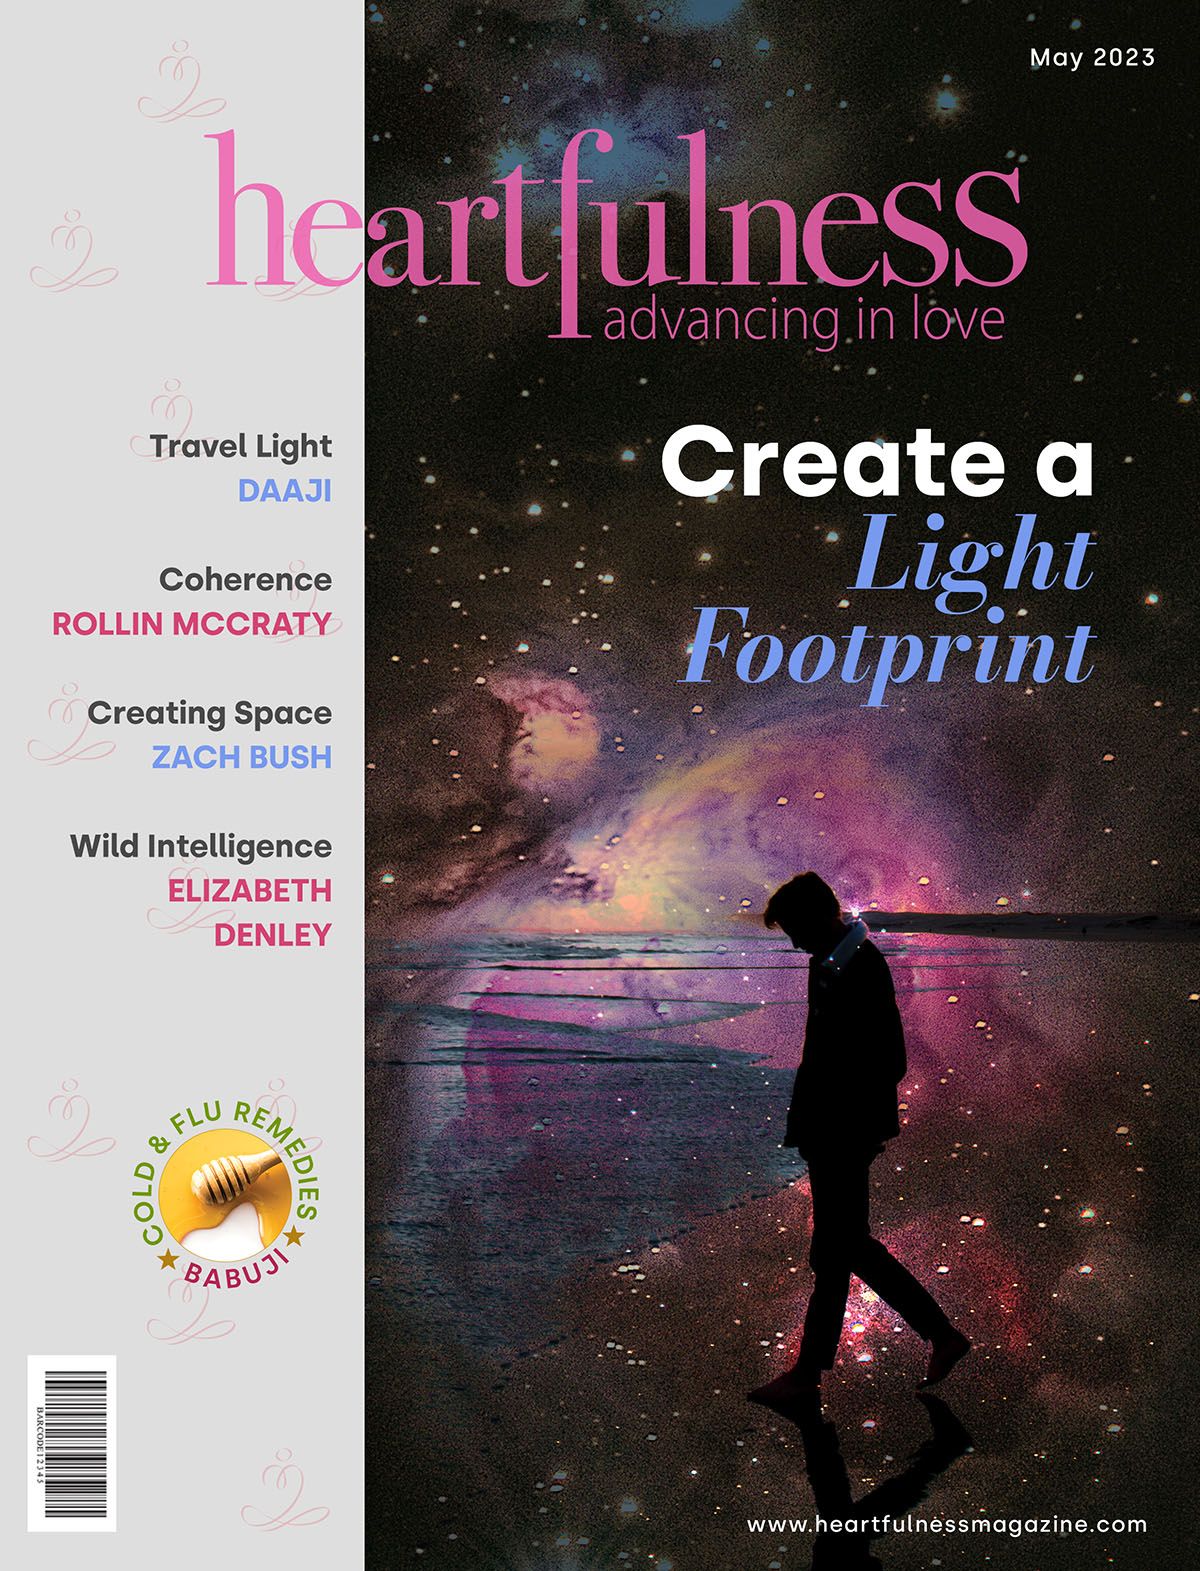 May 2023
heartfulness
advancing in love
Create a
Light
Footprint
Travel Light
DAAJI
Coherence
ROLLIN MCCRATY
Creating Space
ZACH BUSH
Wild Intelligence
ELIZABETH
DENLEY
COLD & FLU REMEDIES
BABUJI
BARCODE12345
www.heartfulnessmagazine.com